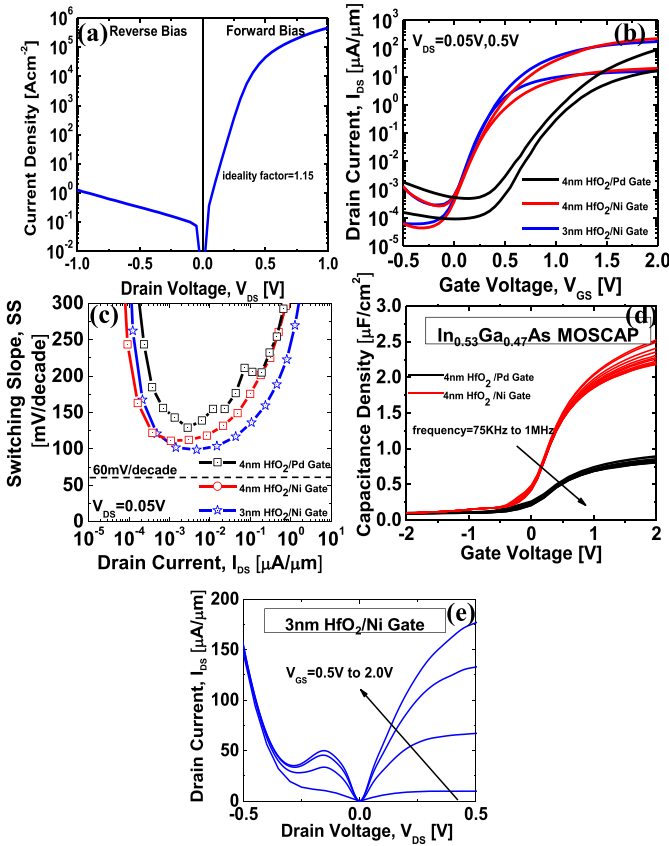 (a)
Reverse Bias
Forward Bias
ideality factor=1.15
Current Density [Acm⁻²]
10⁶
10⁵
10⁴
10³
10²
10¹
10⁰
10⁻¹
10⁻²
-1.0 -0.5 0.0 0.5 1.0
Drain Voltage, V_DS [V]
(b)
V_DS=0.05V,0.5V
4nm HfO₂/Pd Gate
4nm HfO₂/Ni Gate
3nm HfO₂/Ni Gate
Drain Current, I_DS [μA/μm]
10³
10²
10¹
10⁰
10⁻¹
10⁻²
10⁻³
10⁻⁴
10⁻⁵
-0.5 0.0 0.5 1.0 1.5 2.0
Gate Voltage, V_GS [V]
(c)
60mV/decade
V_DS=0.05V
4nm HfO₂/Pd Gate
4nm HfO₂/Ni Gate
3nm HfO₂/Ni Gate
Switching Slope, SS
[mV/decade]
300
250
200
150
100
50
0
10⁻⁵ 10⁻⁴ 10⁻³ 10⁻² 10⁻¹ 10⁰ 10¹
Drain Current, I_DS [μA/μm]
(d)
In₀.₅₃Ga₀.₄₇As MOSCAP
4nm HfO₂/Pd Gate
4nm HfO₂/Ni Gate
frequency=75KHz to 1MHz
Capacitance Density [μF/cm²]
3.0
2.5
2.0
1.5
1.0
0.5
0.0
-2 -1 0 1 2
Gate Voltage [V]
(e)
3nm HfO₂/Ni Gate
V_GS=0.5V to 2.0V
Drain Current, I_DS [μA/μm]
200
150
100
50
0
-0.5 0.0 0.5
Drain Voltage, V_DS [V]